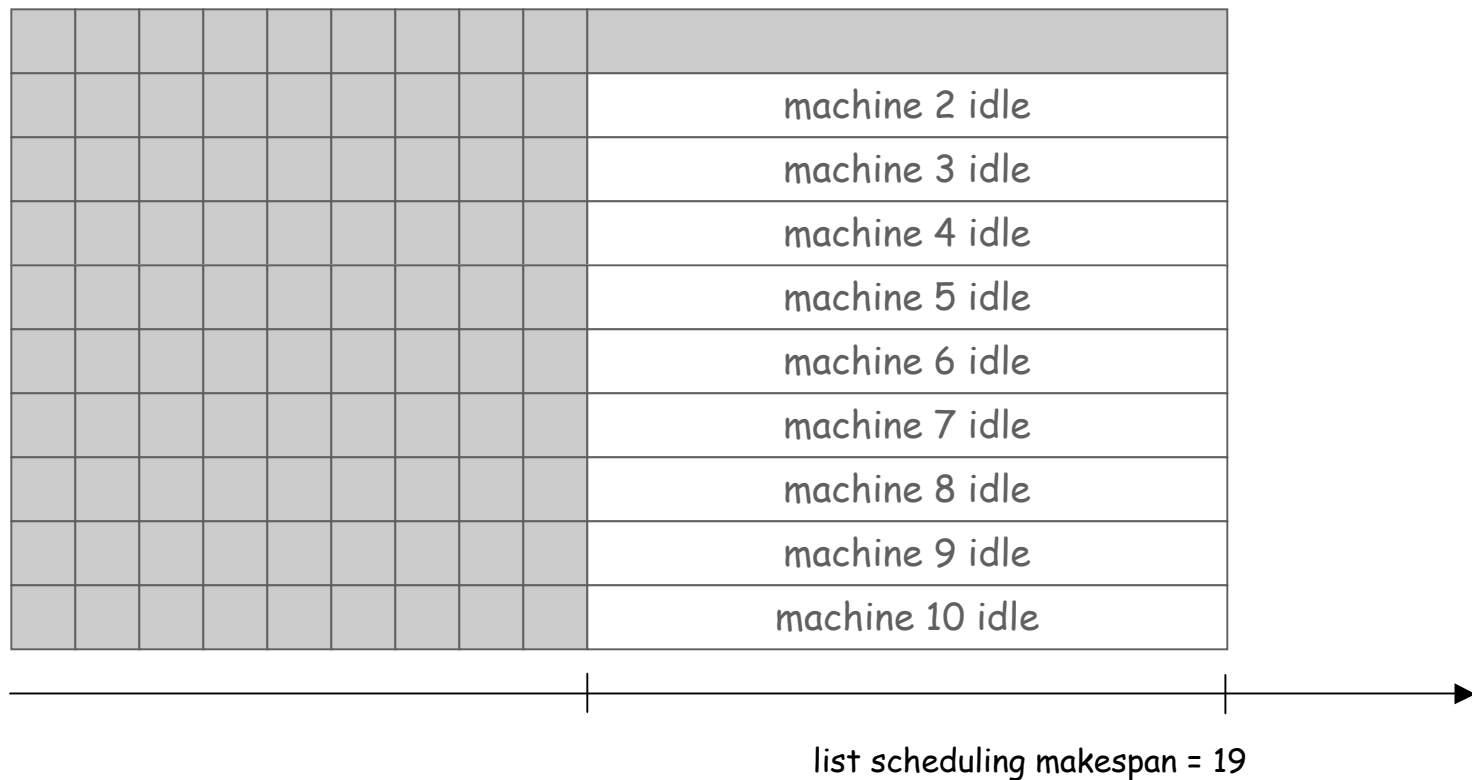 machine 2 idle
machine 3 idle
machine 4 idle
machine 5 idle
machine 6 idle
machine 7 idle
machine 8 idle
machine 9 idle
machine 10 idle
list scheduling makespan = 19